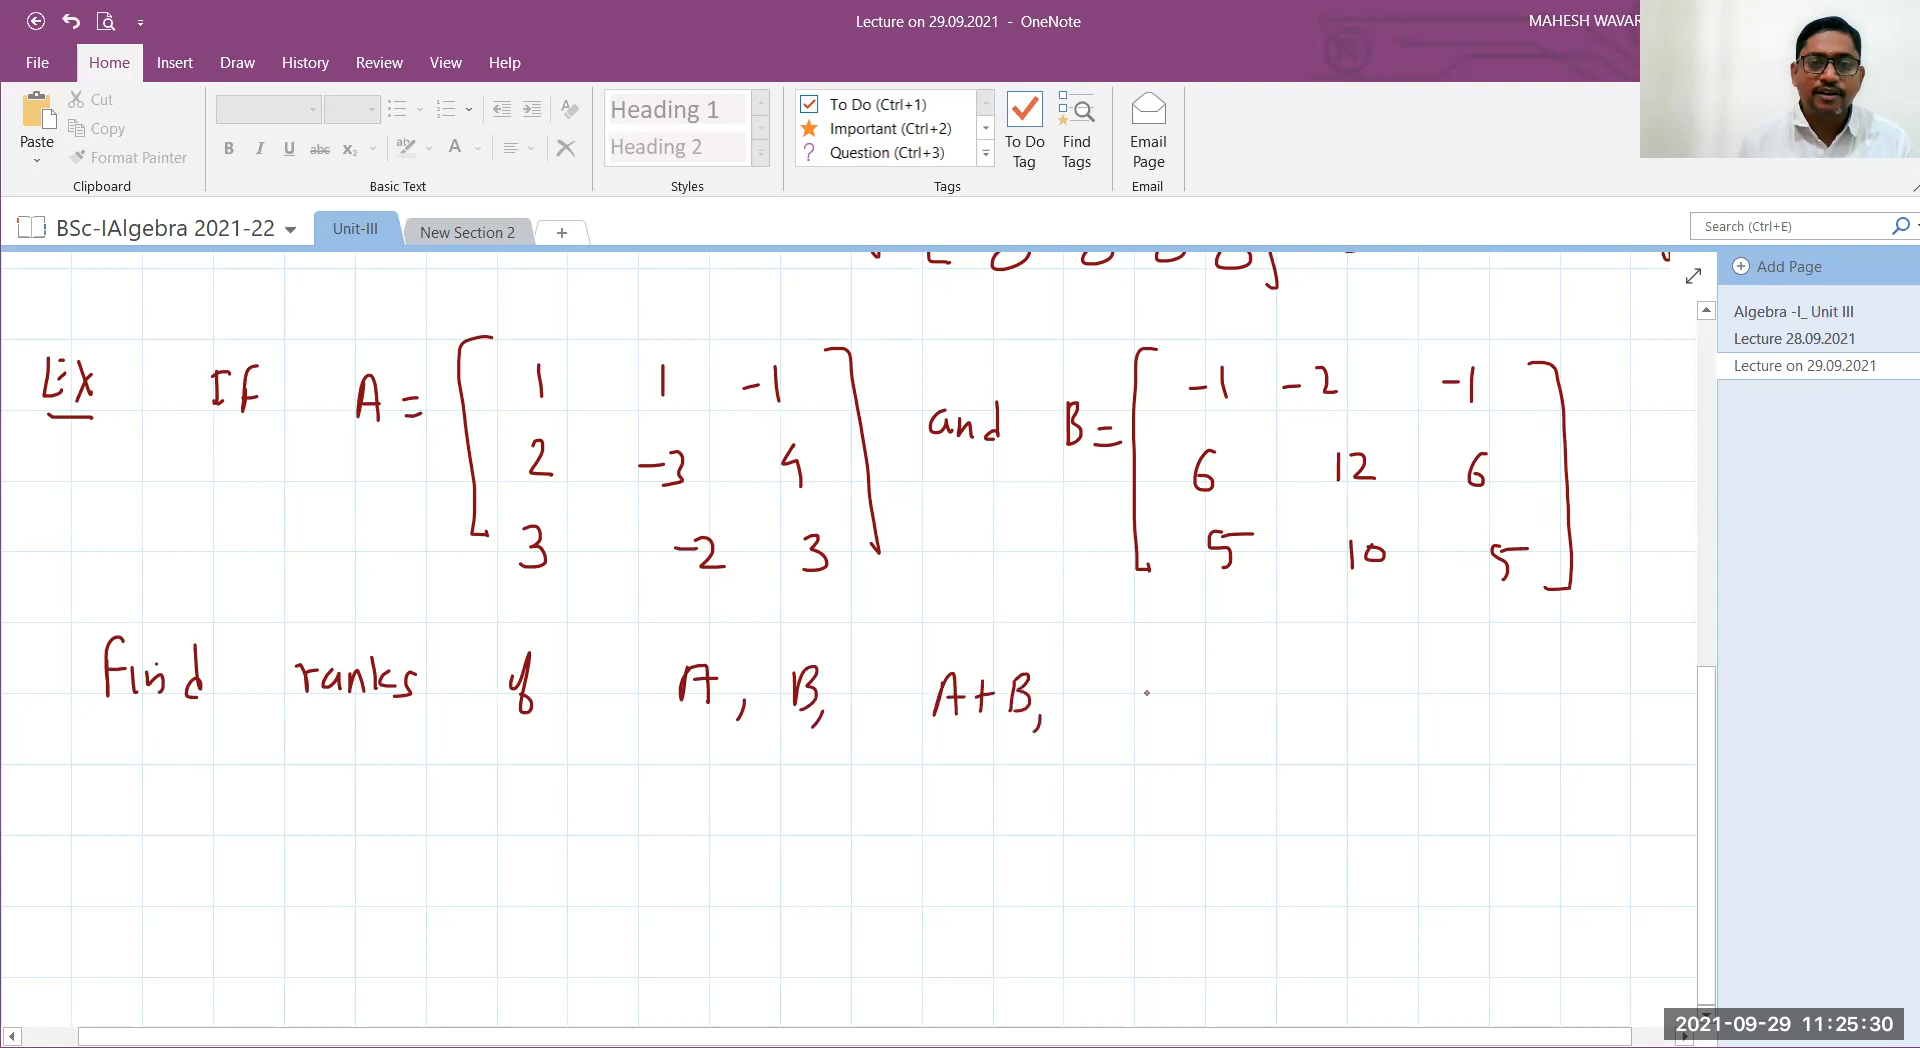 Lecture on 29.09.2021 - OneNote
MAHESH WAVAR
File Home Insert Draw History Review View Help
Paste
Cut
Copy
Format Painter
Clipboard
B I U abc x₂ aby A
Basic Text
Heading 1
Heading 2
Styles
To Do (Ctrl+1)
Important (Ctrl+2)
Question (Ctrl+3)
To Do Tag
Find Tags
Tags
Email Page
Email
BSc-IAlgebra 2021-22
Unit-III
New Section 2
Search (Ctrl+E)
Add Page
Algebra -I_ Unit III
Lecture 28.09.2021
Lecture on 29.09.2021
Ex IF A = [ 1 1 -1 and B = [ -1 -2 -1
2 -3 4 6 12 6
3 -2 3 ] 5 10 5 ]
Find ranks of A, B, A+B,
2021-09-29 11:25:30